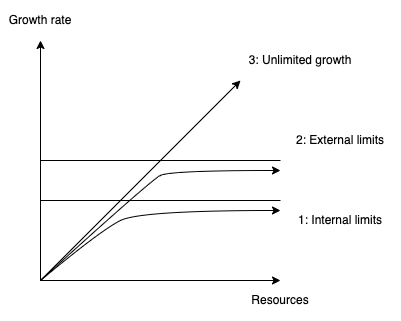 Growth rate
3: Unlimited growth
2: External limits
1: Internal limits
Resources